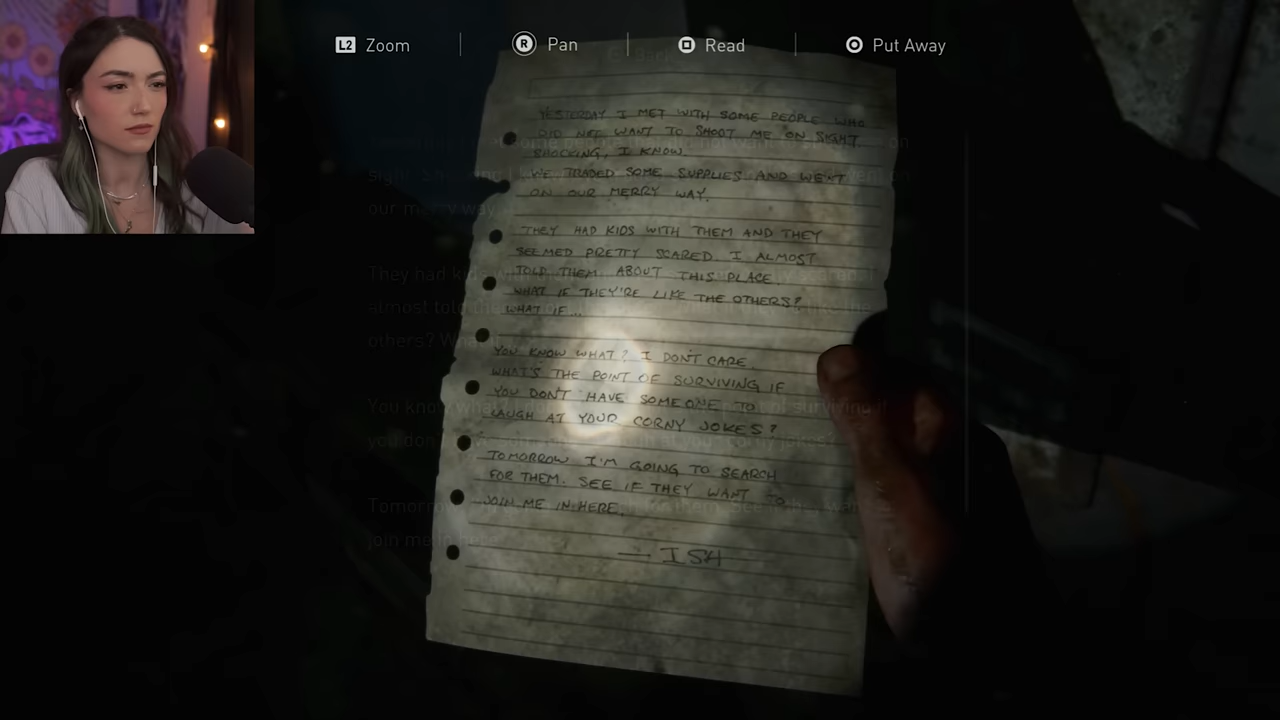 L2 Zoom
R Pan
Read
Put Away
YESTERDAY I MET WITH SOME PEOPLE WHO
DID NOT WANT TO SHOOT ME ON SIGHT.
SHOCKING, I KNOW.
WE TRADED SOME SUPPLIES AND WENT
ON OUR MERRY WAY.
THEY HAD KIDS WITH THEM AND THEY
SEEMED PRETTY SCARED. I ALMOST
TOLD THEM ABOUT THIS PLACE.
WHAT IF THEY'RE LIKE THE OTHERS?
WHAT IF...
YOU KNOW WHAT? I DON'T CARE.
WHAT'S THE POINT OF SURVIVING IF
YOU DON'T HAVE SOMEONE TO
LAUGH AT YOUR CORNY JOKES?
TOMORROW I'M GOING TO SEARCH
FOR THEM. SEE IF THEY WANT TO
JOIN ME IN HERE.
— ISH